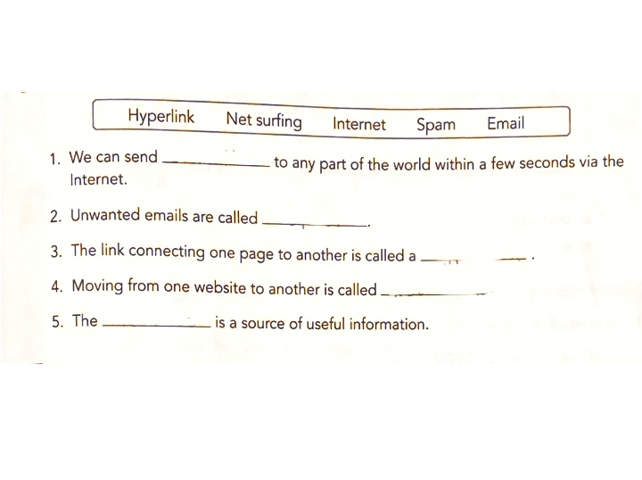 Hyperlink Net surfing Internet Spam Email
1. We can send ____________ to any part of the world within a few seconds via the
Internet.
2. Unwanted emails are called ____________.
3. The link connecting one page to another is called a ____________.
4. Moving from one website to another is called ____________
5. The ____________ is a source of useful information.